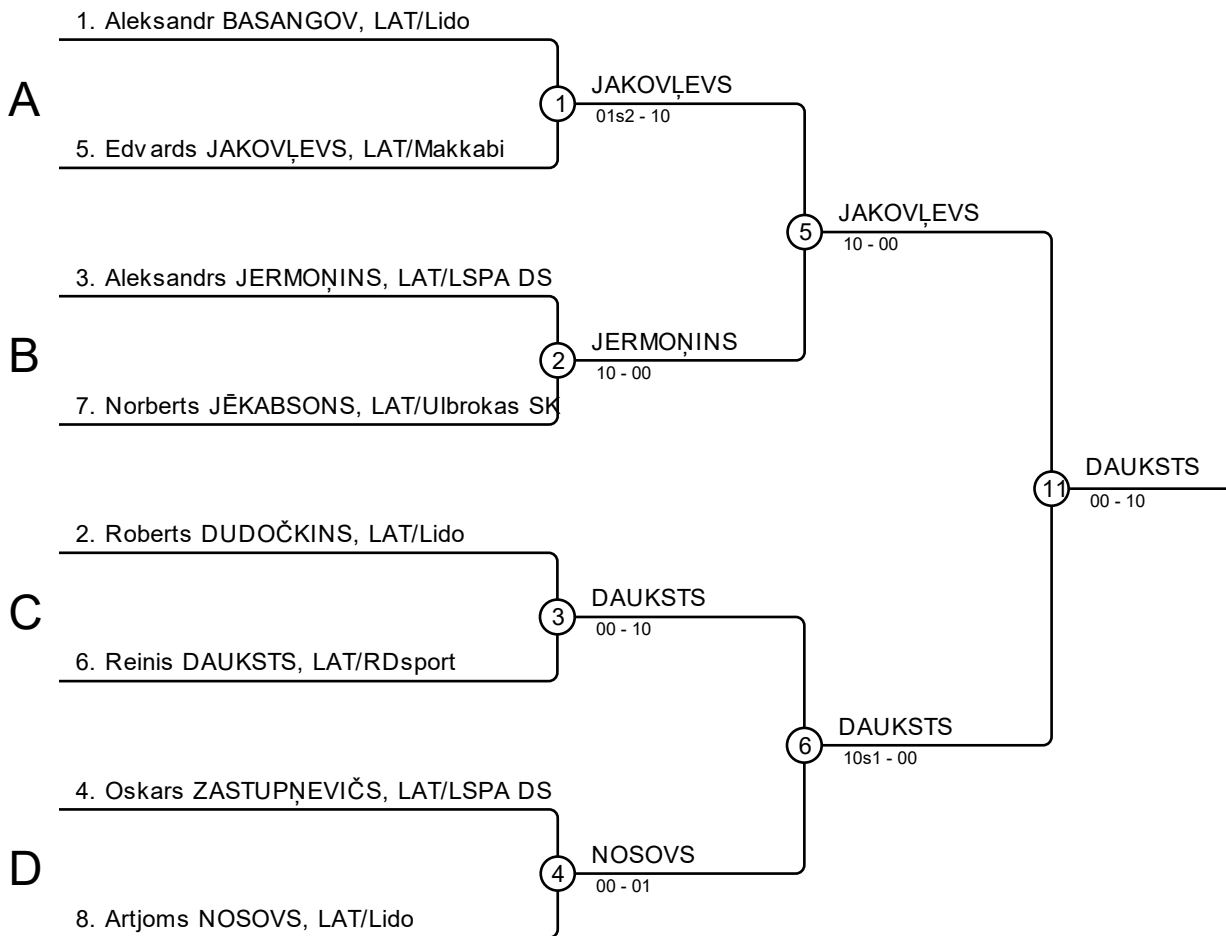 1. Aleksandr BASANGOV, LAT/Lido
A
1
JAKOVĻEVS
01s2 - 10
5. Edvards JAKOVĻEVS, LAT/Makkabi
5
JAKOVĻEVS
10 - 00
3. Aleksandrs JERMOŅINS, LAT/LSPA DS
B
2
JERMOŅINS
10 - 00
7. Norberts JĒKABSONS, LAT/Ulbrokas SK
11
DAUKSTS
00 - 10
2. Roberts DUDOČKINS, LAT/Lido
C
3
DAUKSTS
00 - 10
6. Reinis DAUKSTS, LAT/RDsport
6
DAUKSTS
10s1 - 00
4. Oskars ZASTUPŅEVIČS, LAT/LSPA DS
D
4
NOSOVS
00 - 01
8. Artjoms NOSOVS, LAT/Lido